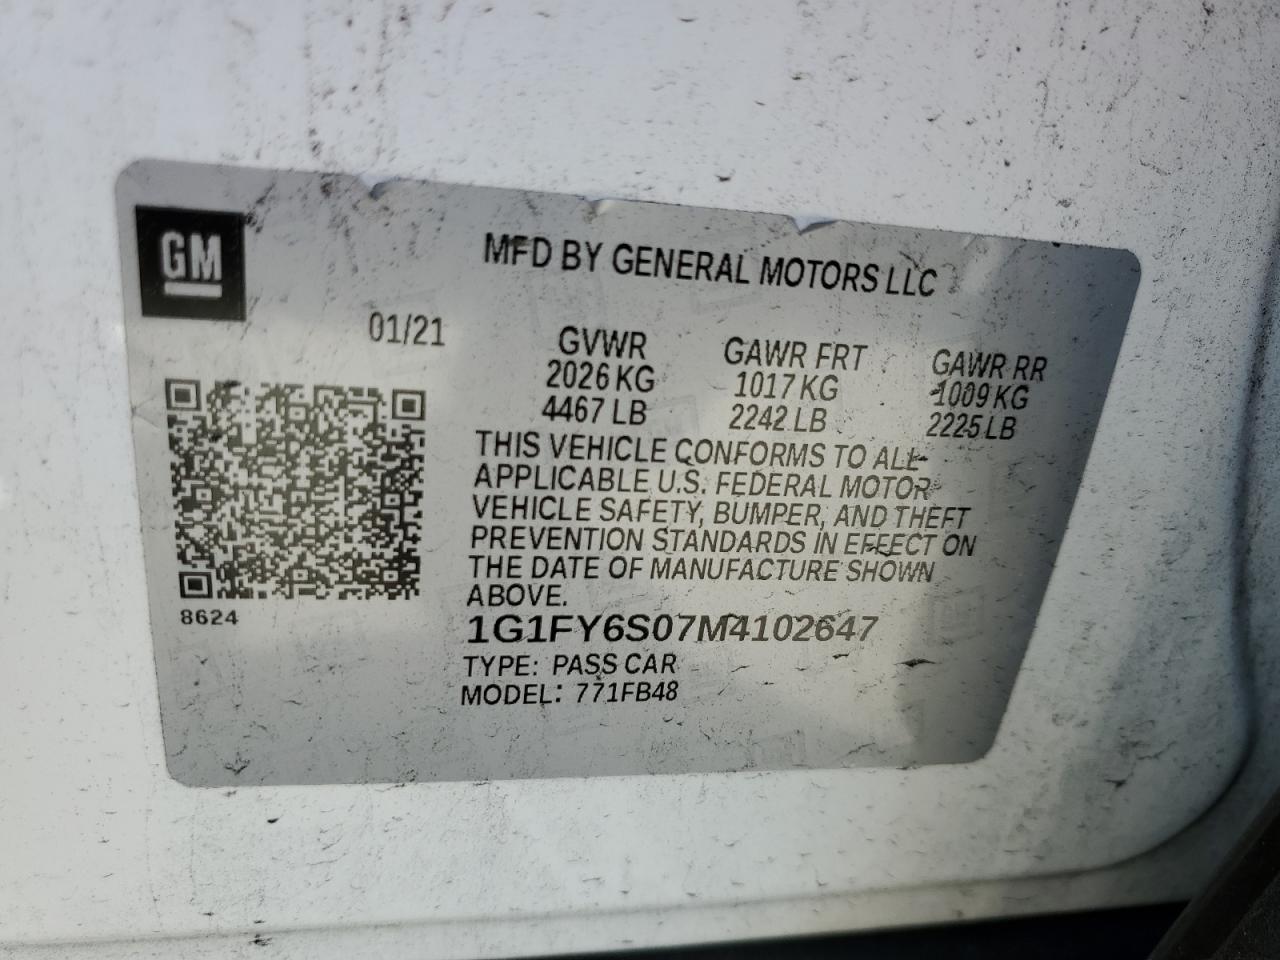 GM
MFD BY GENERAL MOTORS LLC
01/21
GVWR GAWR FRT GAWR RR
2026 KG 1017 KG 1009 KG
4467 LB 2242 LB 2225 LB
THIS VEHICLE CONFORMS TO ALL
APPLICABLE U.S. FEDERAL MOTOR
VEHICLE SAFETY, BUMPER, AND THEFT
PREVENTION STANDARDS IN EFFECT ON
THE DATE OF MANUFACTURE SHOWN
ABOVE.
8624
1G1FY6S07M4102647
TYPE: PASS CAR
MODEL: 771FB48